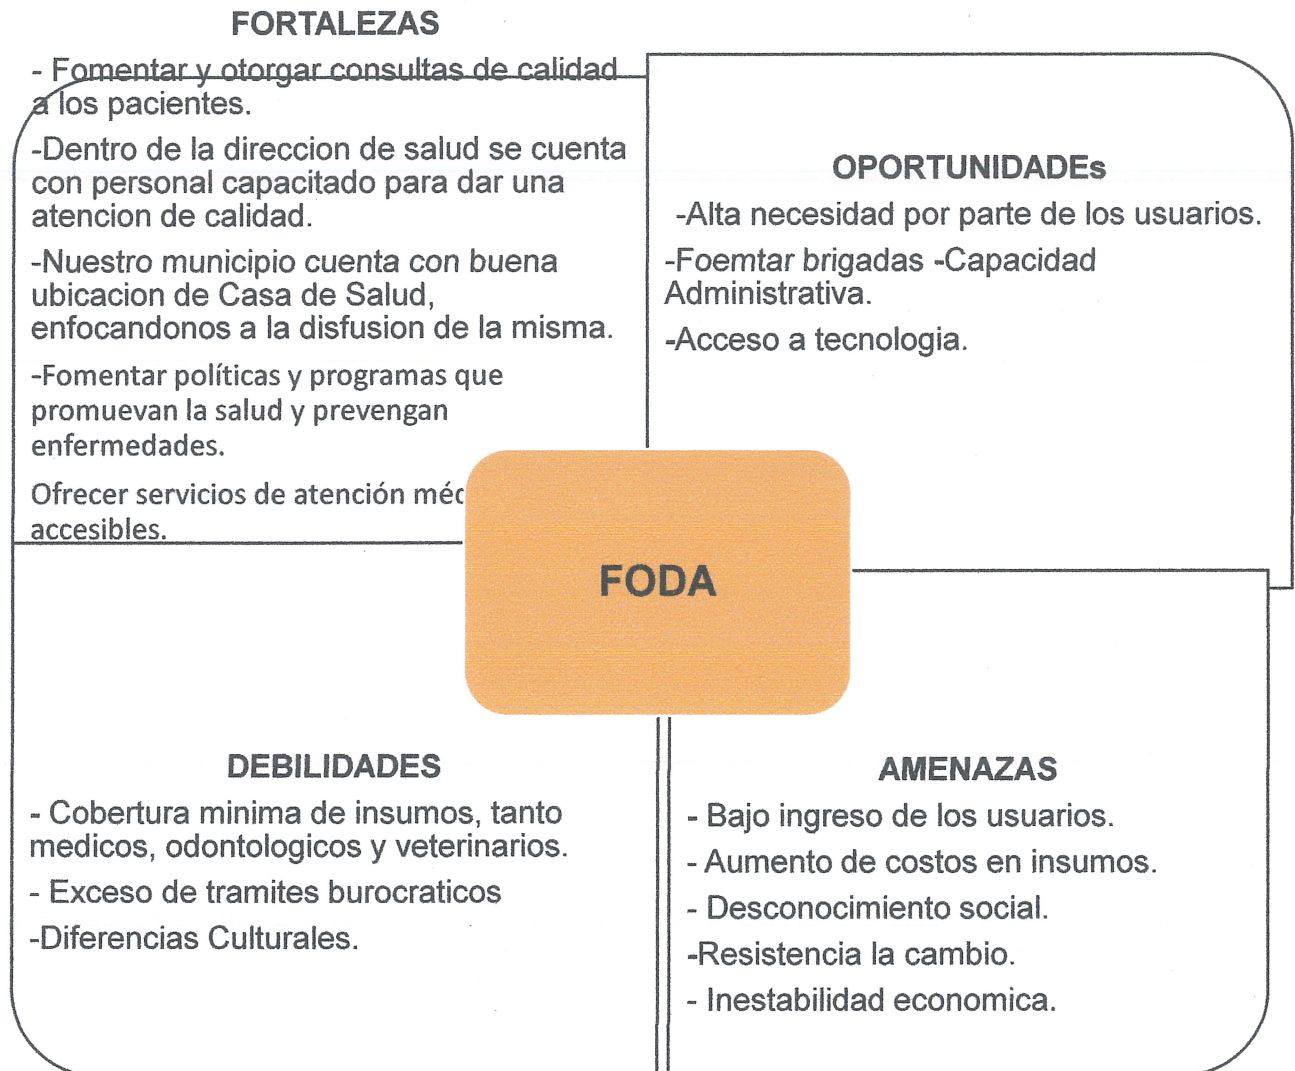 FORTALEZAS
- Fomentar y otorgar consultas de calidad
a los pacientes.
-Dentro de la direccion de salud se cuenta
con personal capacitado para dar una
atencion de calidad.
-Nuestro municipio cuenta con buena
ubicacion de Casa de Salud,
enfocandonos a la disfusion de la misma.
-Fomentar políticas y programas que
promuevan la salud y prevengan
enfermedades.
Ofrecer servicios de atención méd
accesibles.
OPORTUNIDADEs
-Alta necesidad por parte de los usuarios.
-Foemtar brigadas -Capacidad
Administrativa.
-Acceso a tecnologia.
FODA
DEBILIDADES
- Cobertura minima de insumos, tanto
medicos, odontologicos y veterinarios.
- Exceso de tramites burocraticos
-Diferencias Culturales.
AMENAZAS
- Bajo ingreso de los usuarios.
- Aumento de costos en insumos.
- Desconocimiento social.
-Resistencia la cambio.
- Inestabilidad economica.